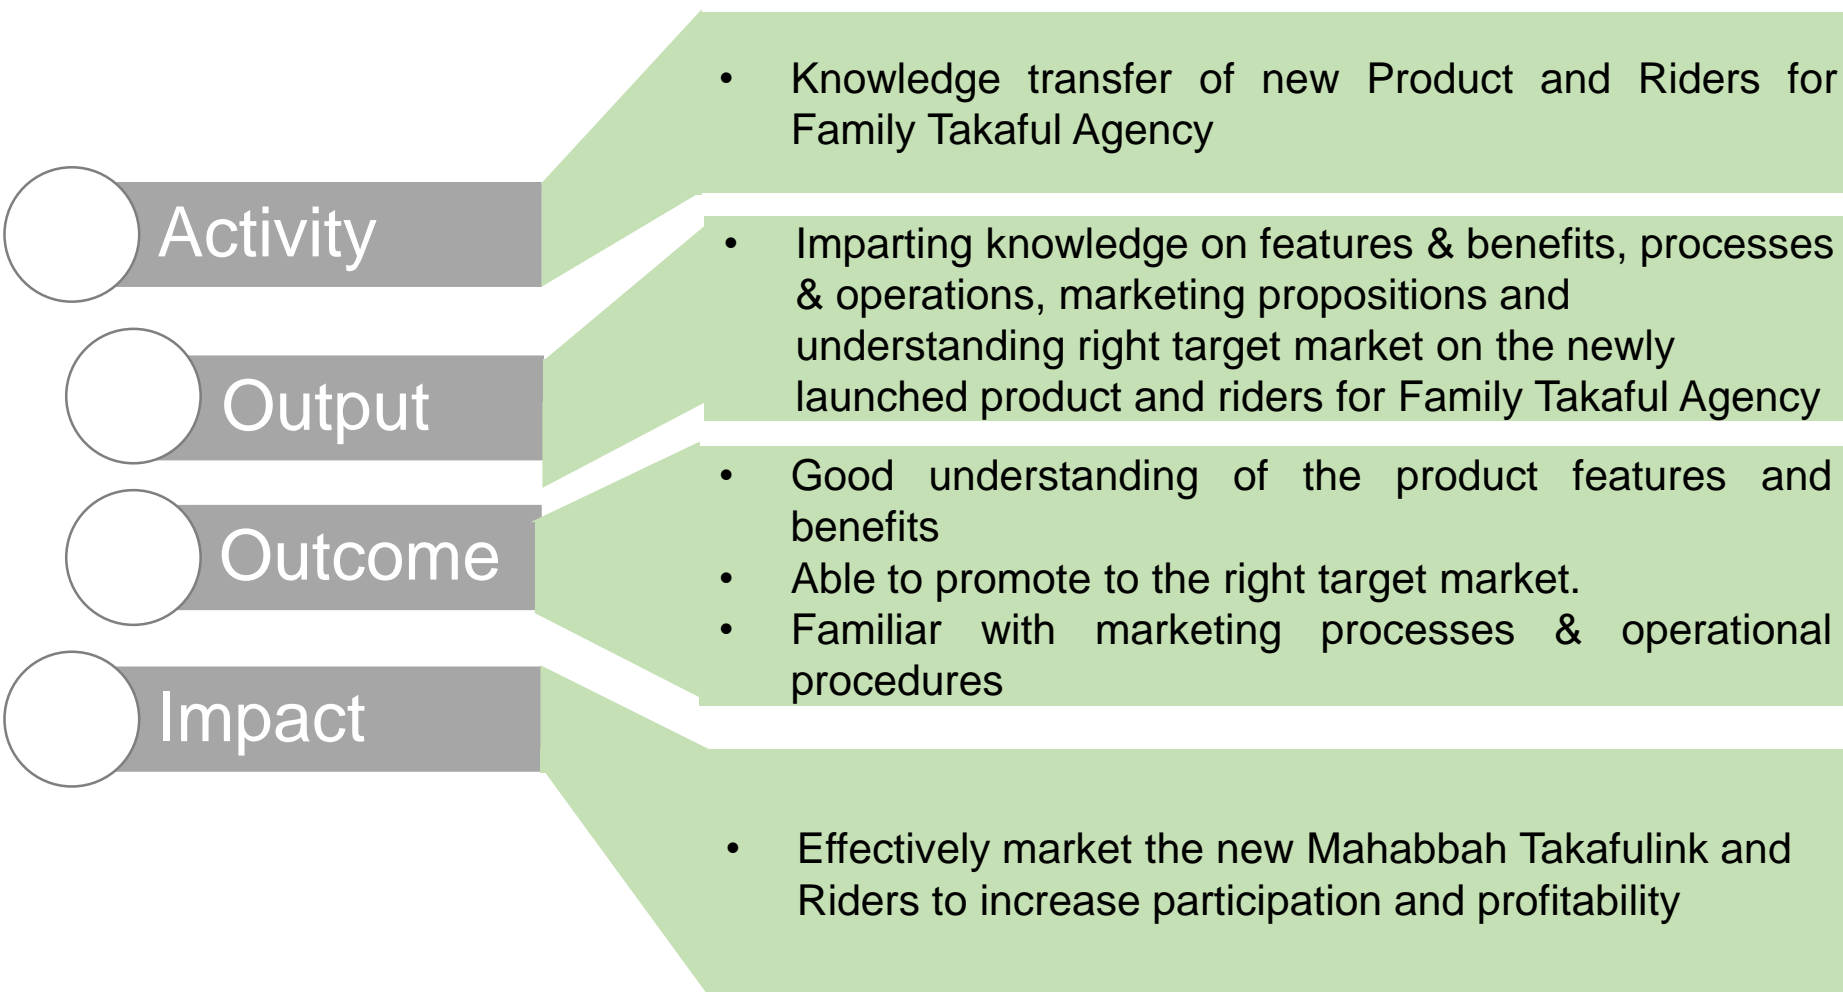 Activity
• Knowledge transfer of new Product and Riders for
Family Takaful Agency
Output
• Imparting knowledge on features & benefits, processes
& operations, marketing propositions and
understanding right target market on the newly
launched product and riders for Family Takaful Agency
Outcome
• Good understanding of the product features and
benefits
• Able to promote to the right target market.
• Familiar with marketing processes & operational
procedures
Impact
• Effectively market the new Mahabbah Takafulink and
Riders to increase participation and profitability